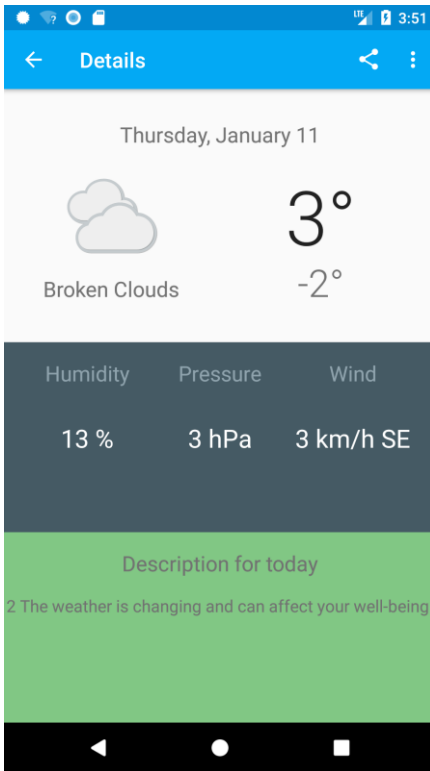 LTE 3:51
Details
Thursday, January 11
3°
Broken Clouds -2°
Humidity Pressure Wind
13 % 3 hPa 3 km/h SE
Description for today
2 The weather is changing and can affect your well-being